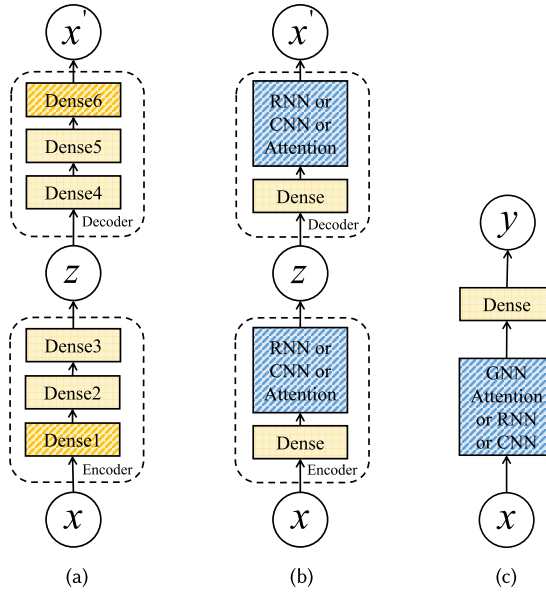 x'
Dense6
Dense5
Dense4
Decoder
z
Dense3
Dense2
Dense1
Encoder
x
(a)
x'
RNN or
CNN or
Attention
Dense
Decoder
z
RNN or
CNN or
Attention
Dense
Encoder
x
(b)
y
Dense
GNN
Attention
or RNN
or CNN
x
(c)